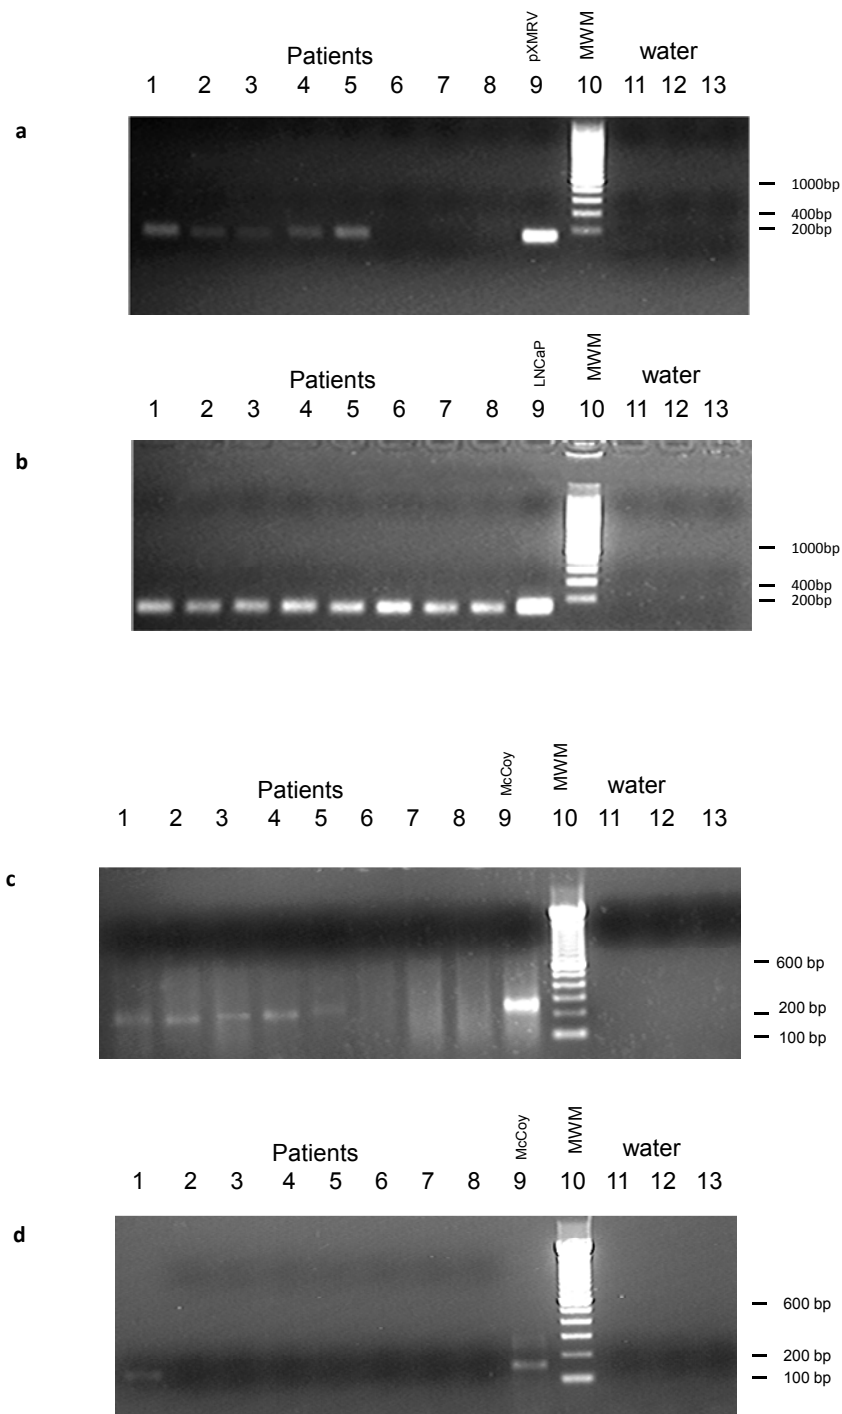 Patients pXMRV MWM water
1 2 3 4 5 6 7 8 9 10 11 12 13
a
1000bp
400bp
200bp
Patients LNCaP MWM water
1 2 3 4 5 6 7 8 9 10 11 12 13
b
1000bp
400bp
200bp
Patients McCoy MWM water
1 2 3 4 5 6 7 8 9 10 11 12 13
c
600 bp
200 bp
100 bp
Patients McCoy MWM water
1 2 3 4 5 6 7 8 9 10 11 12 13
d
600 bp
200 bp
100 bp